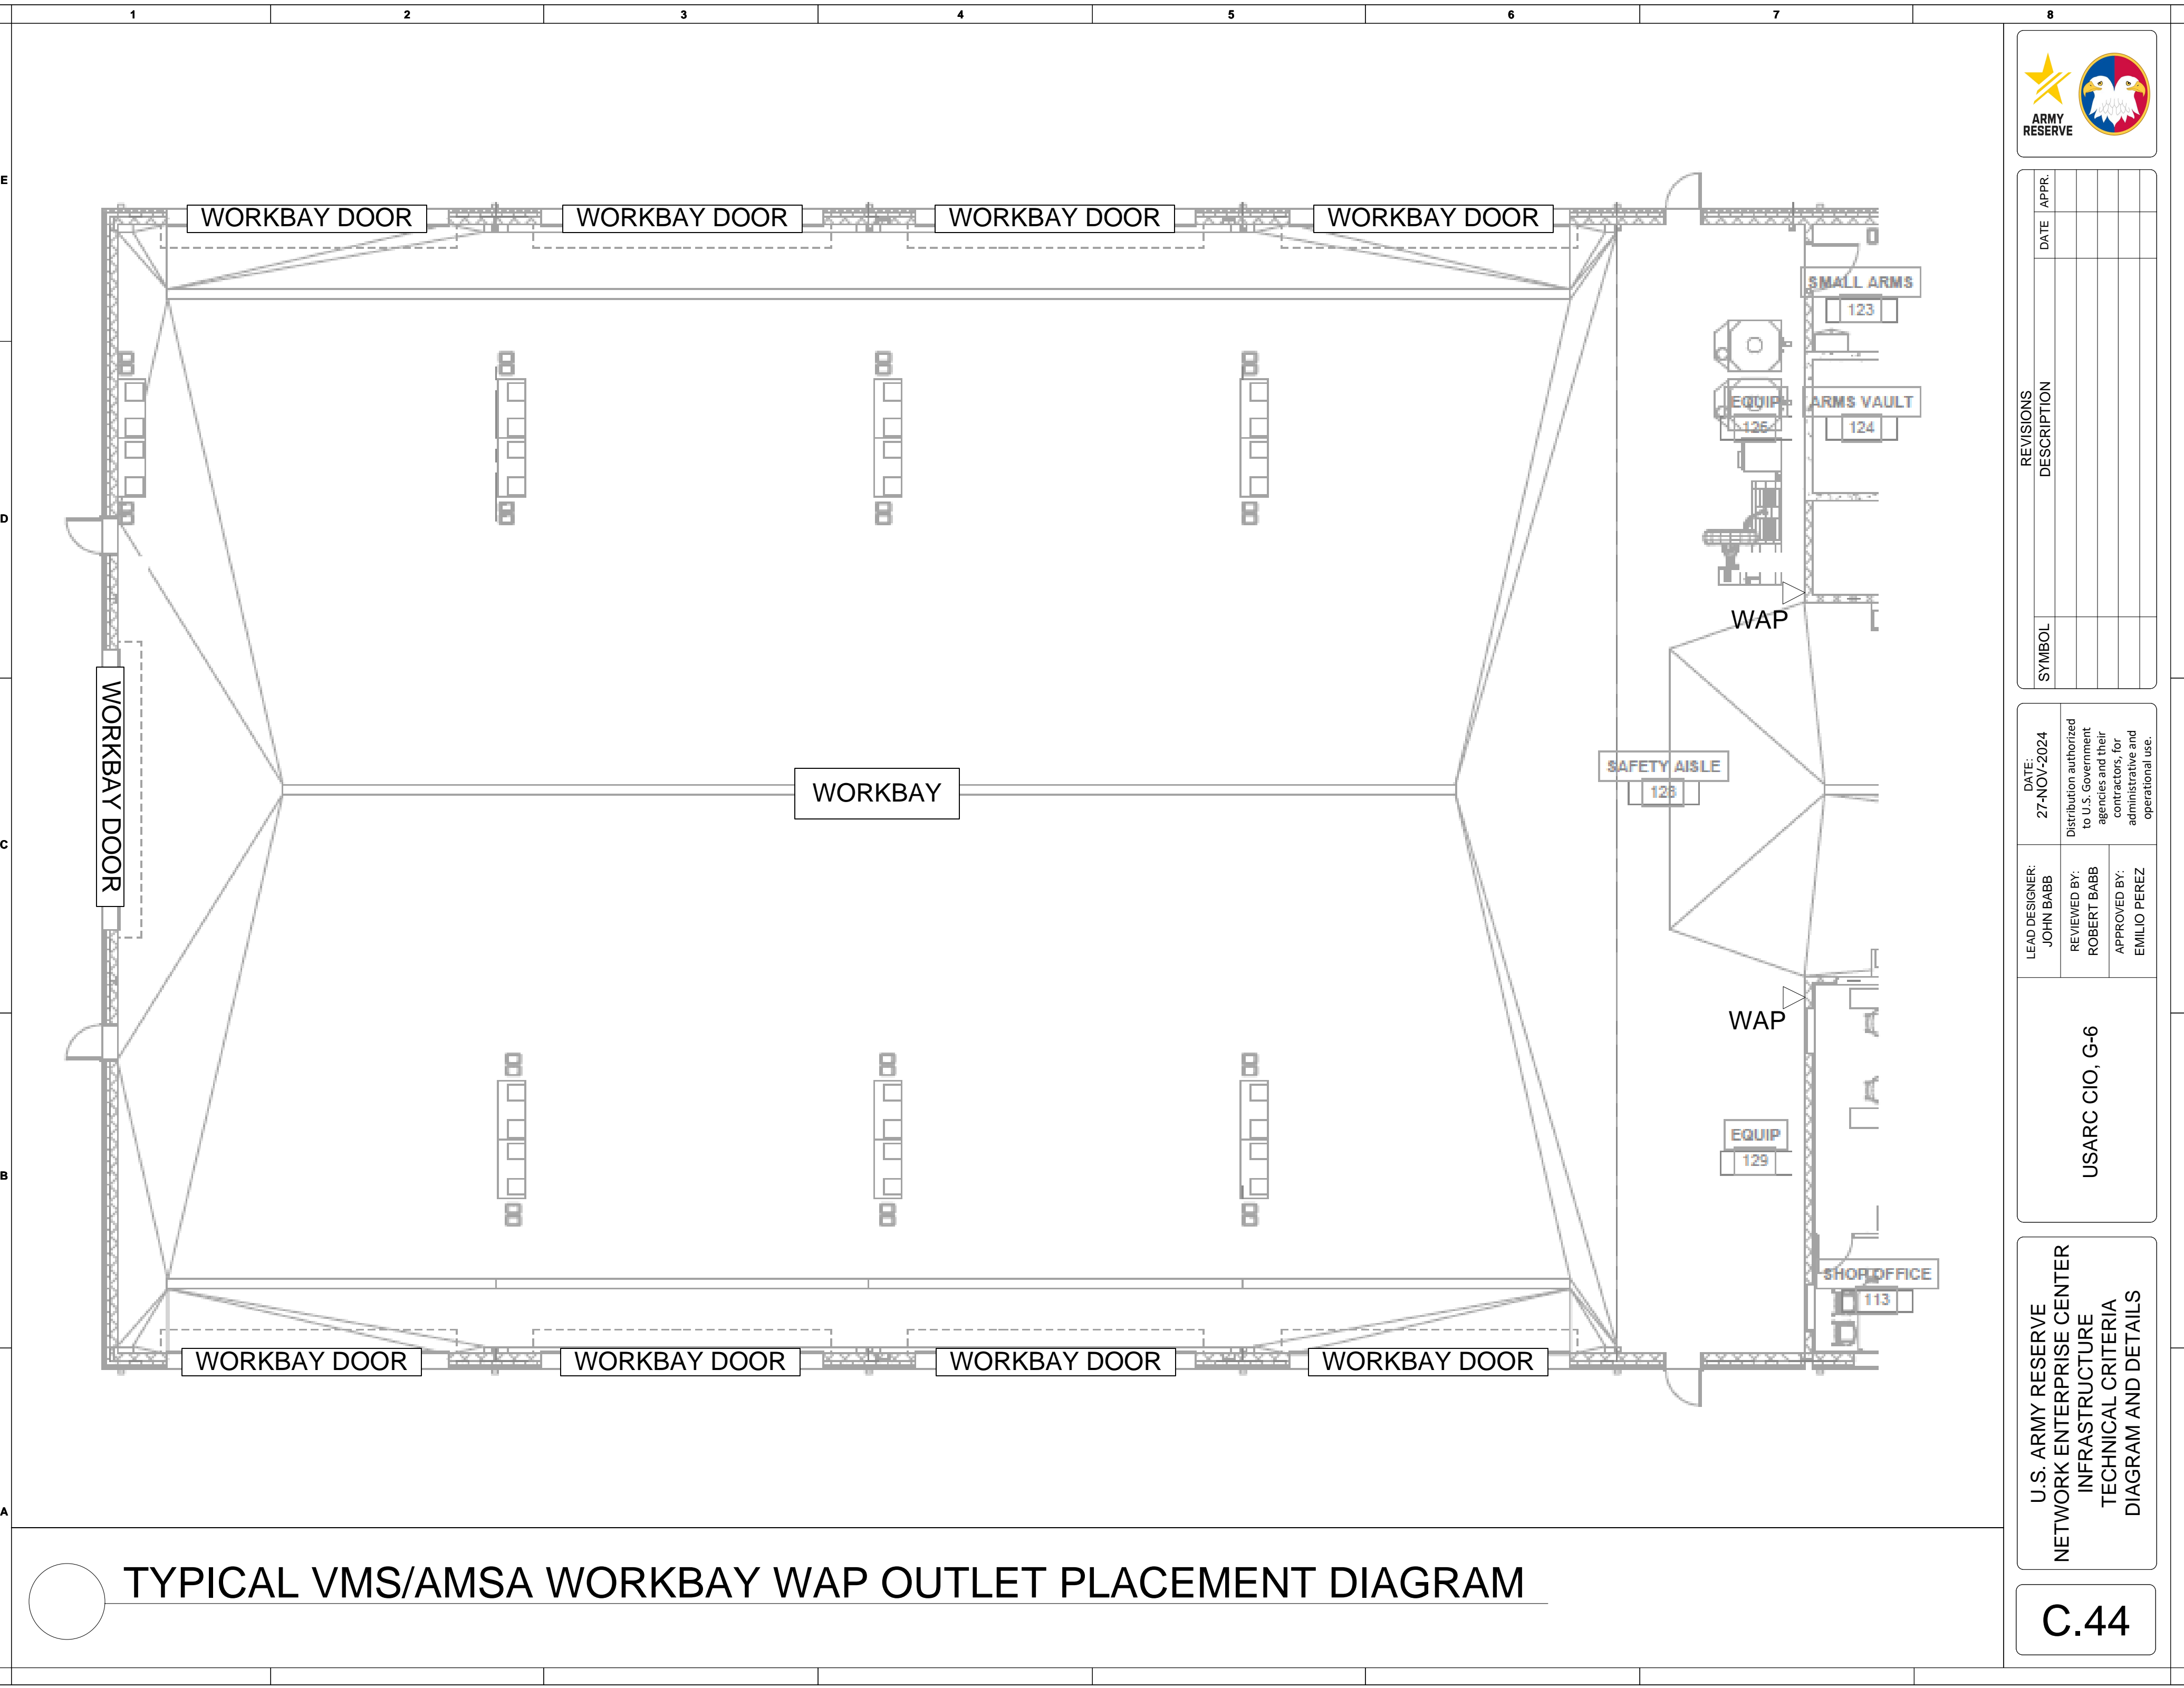 1 2 3 4 5 6 7 8
E
D
C
B
A
WORKBAY DOOR WORKBAY DOOR WORKBAY DOOR WORKBAY DOOR
SMALL ARMS
123
EQUIP
125
ARMS VAULT
124
WAP
WORKBAY DOOR
WORKBAY
SAFETY AISLE
128
WAP
EQUIP
129
SHOP OFFICE
113
WORKBAY DOOR WORKBAY DOOR WORKBAY DOOR WORKBAY DOOR
TYPICAL VMS/AMSA WORKBAY WAP OUTLET PLACEMENT DIAGRAM
ARMY
RESERVE
REVISIONS
SYMBOL DESCRIPTION DATE APPR.
DATE:
27-NOV-2024
Distribution authorized
to U.S. Government
agencies and their
contractors, for
administrative and
operational use.
LEAD DESIGNER:
JOHN BABB
REVIEWED BY:
ROBERT BABB
APPROVED BY:
EMILIO PEREZ
USARC CIO, G-6
U.S. ARMY RESERVE
NETWORK ENTERPRISE CENTER
INFRASTRUCTURE
TECHNICAL CRITERIA
DIAGRAM AND DETAILS
C.44